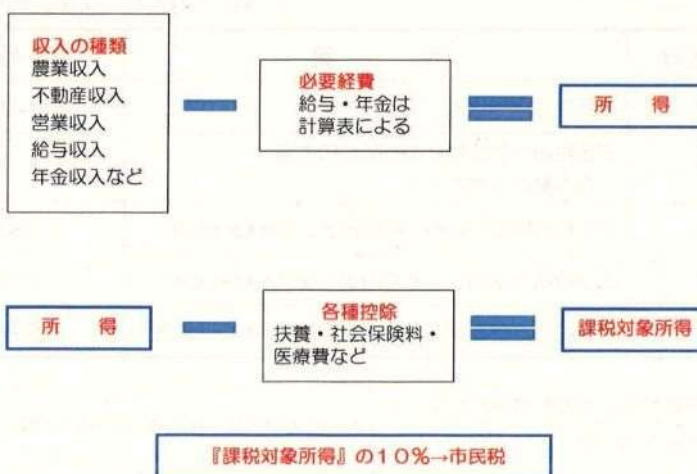 収入の種類
農業収入
不動産収入
営業収入
給与収入
年金収入など
必要経費
給与・年金は
計算表による
所　得
所　得
各種控除
扶養・社会保険料・
医療費など
課税対象所得
『課税対象所得』の１０％→市民税